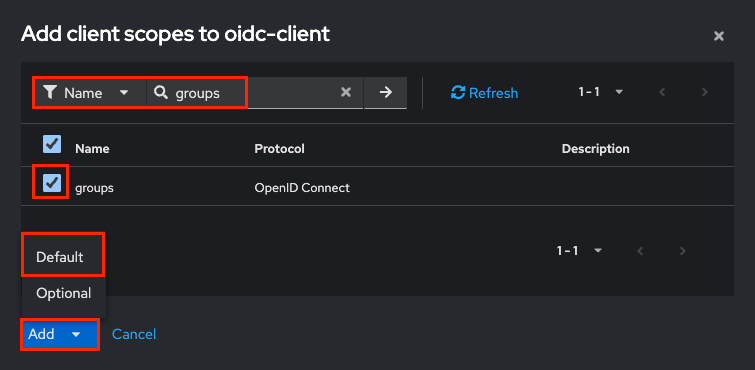 Add client scopes to oidc-client
Name groups Refresh 1-1
Name Protocol Description
groups OpenID Connect
1-1
Default
Optional
Add Cancel